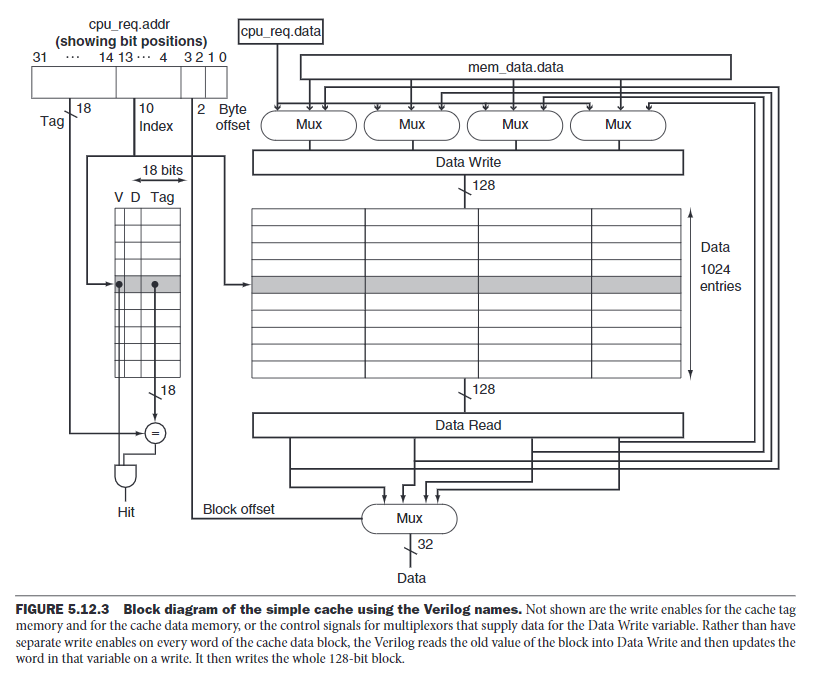 cpu_req.addr
(showing bit positions)
31 ··· 14 13 ··· 4 3 2 1 0
cpu_req.data
mem_data.data
18
Tag
10
Index
2 Byte
offset
Mux Mux Mux Mux
Data Write
128
18 bits
V D Tag
Data
1024
entries
18
128
=
Data Read
Hit
Block offset
Mux
32
Data
FIGURE 5.12.3 Block diagram of the simple cache using the Verilog names. Not shown are the write enables for the cache tag
memory and for the cache data memory, or the control signals for multiplexors that supply data for the Data Write variable. Rather than have
separate write enables on every word of the cache data block, the Verilog reads the old value of the block into Data Write and then updates the
word in that variable on a write. It then writes the whole 128-bit block.